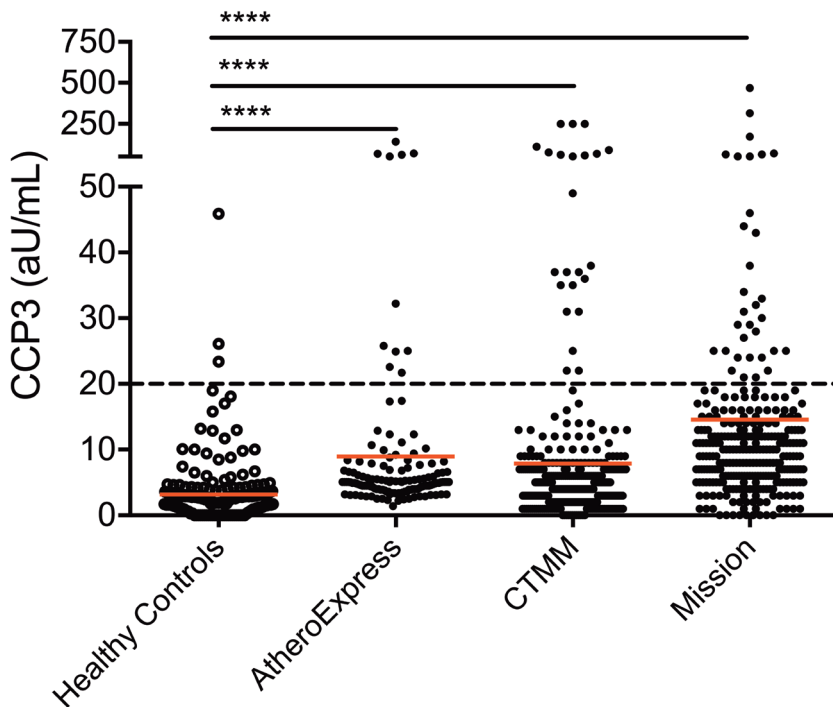 ****
****
****
750
500
250
50
40
30
20
10
0
CCP3 (aU/mL)
Healthy Controls
AtheroExpress
CTMM
Mission